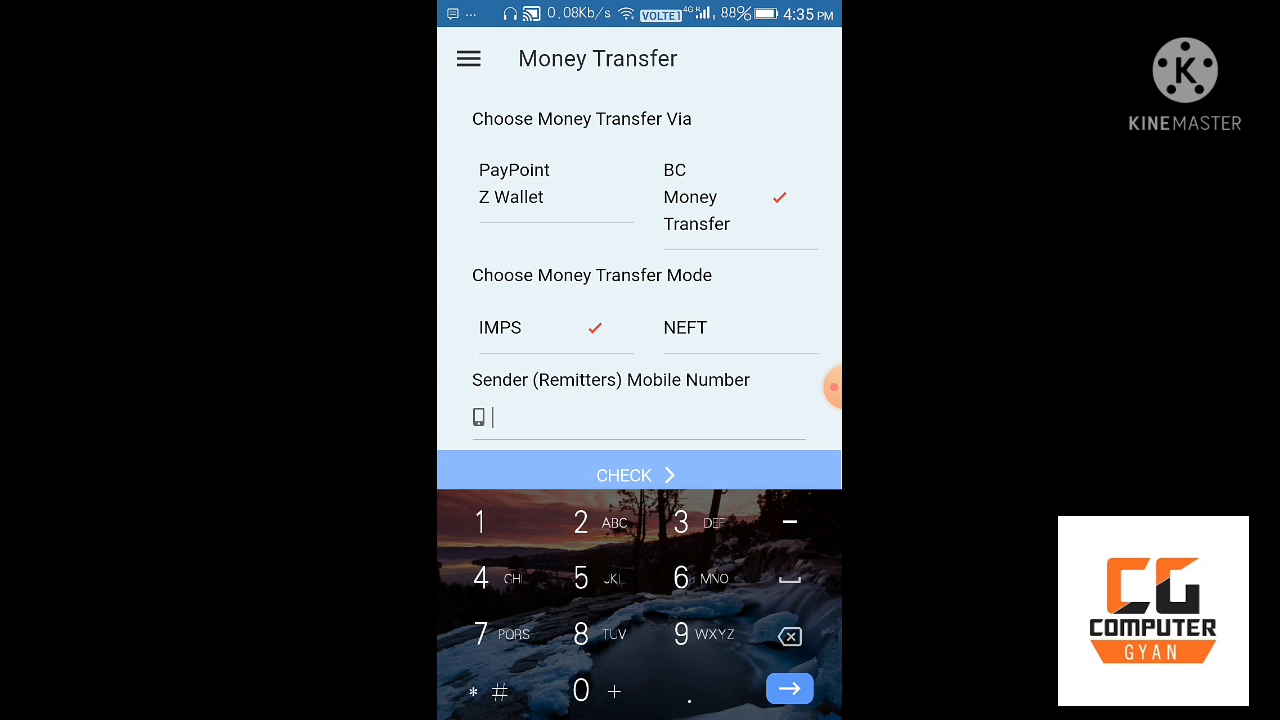 ... 0.08Kb/s VOLTE1 4G R 88% 4:35 PM
Money Transfer
Choose Money Transfer Via
PayPoint
Z Wallet
BC
Money
Transfer
Choose Money Transfer Mode
IMPS NEFT
Sender (Remitters) Mobile Number
CHECK
1 2 ABC 3 DEF -
4 GHI 5 JKL 6 MNO
7 PQRS 8 TUV 9 WXYZ
* # 0 + .
K
KINEMASTER
CG
COMPUTER
GYAN